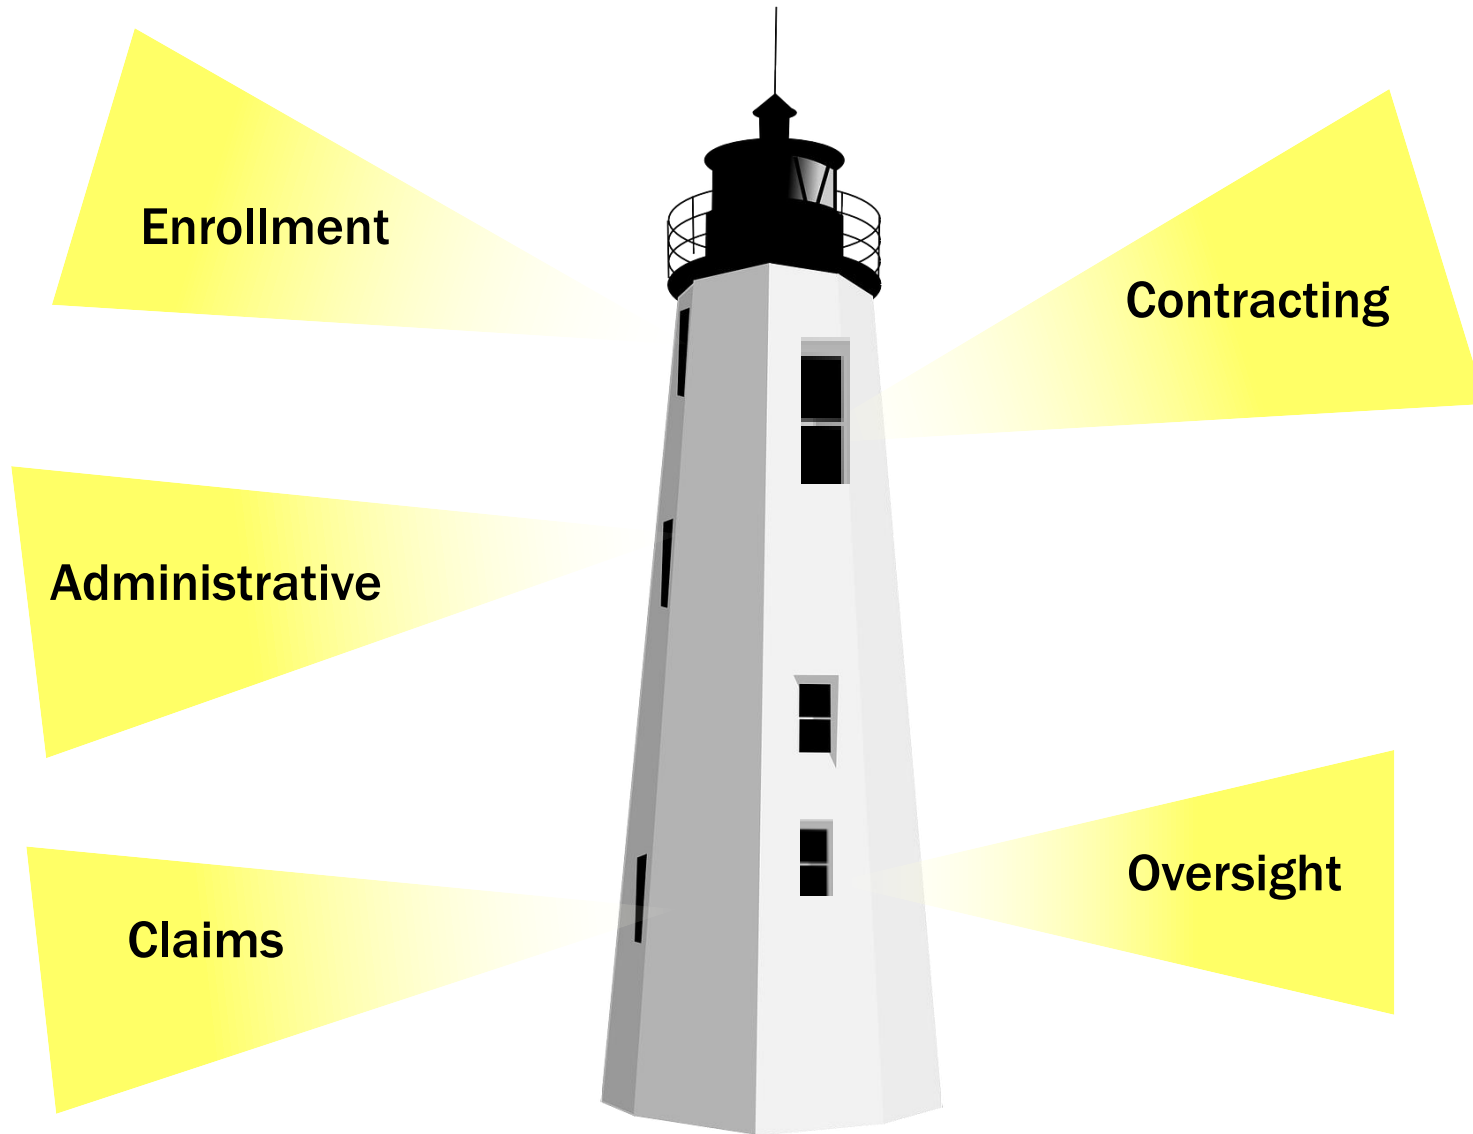 Enrollment
Contracting
Administrative
Oversight
Claims